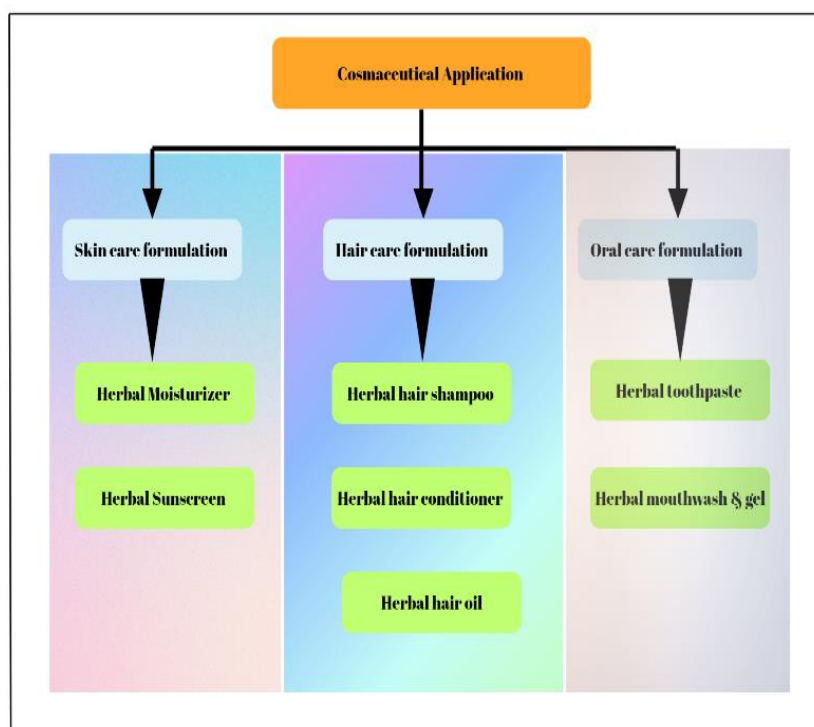 Cosmaceutical Application
Skin care formulation
Herbal Moisturizer
Herbal Sunscreen
Hair care formulation
Herbal hair shampoo
Herbal hair conditioner
Herbal hair oil
Oral care formulation
Herbal toothpaste
Herbal mouthwash & gel